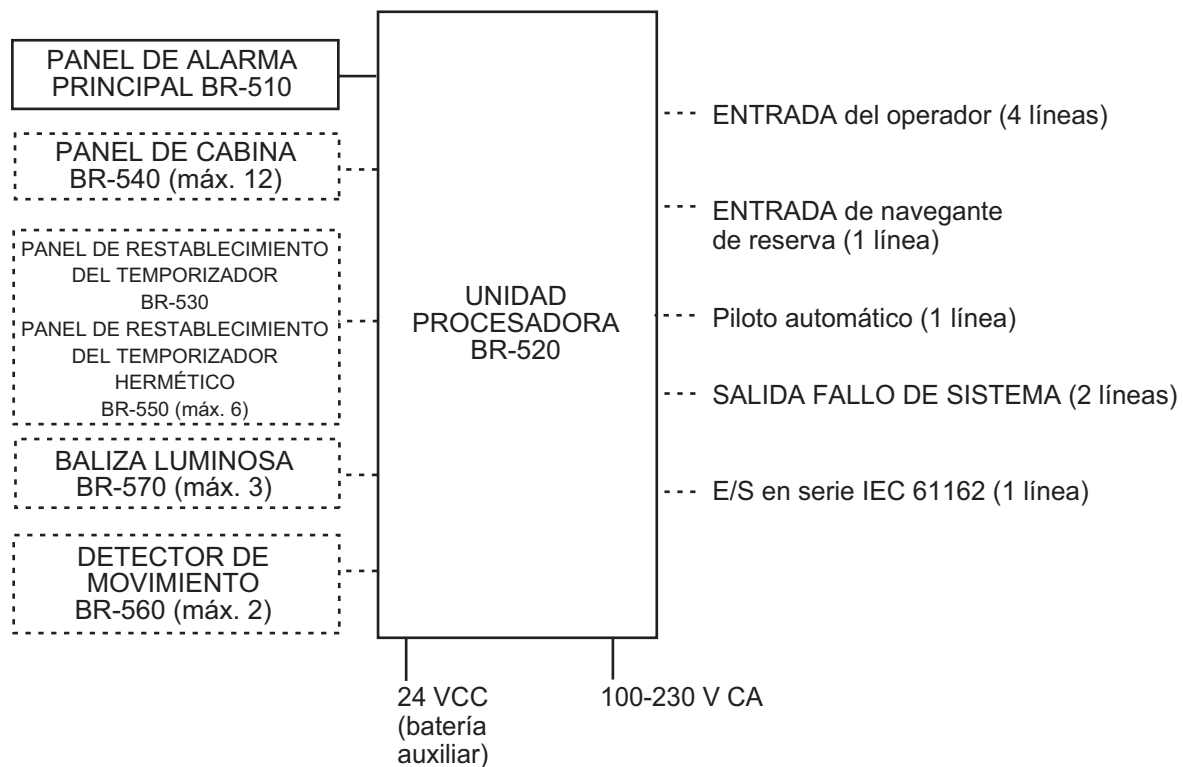 PANEL DE ALARMA
PRINCIPAL BR-510
PANEL DE CABINA
BR-540 (máx. 12)
PANEL DE RESTABLECIMIENTO
DEL TEMPORIZADOR
BR-530
PANEL DE RESTABLECIMIENTO
DEL TEMPORIZADOR
HERMÉTICO
BR-550 (máx. 6)
BALIZA LUMINOSA
BR-570 (máx. 3)
DETECTOR DE
MOVIMIENTO
BR-560 (máx. 2)
UNIDAD
PROCESADORA
BR-520
ENTRADA del operador (4 líneas)
ENTRADA de navegante
de reserva (1 línea)
Piloto automático (1 línea)
SALIDA FALLO DE SISTEMA (2 líneas)
E/S en serie IEC 61162 (1 línea)
24 VCC
(batería
auxiliar)
100-230 V CA